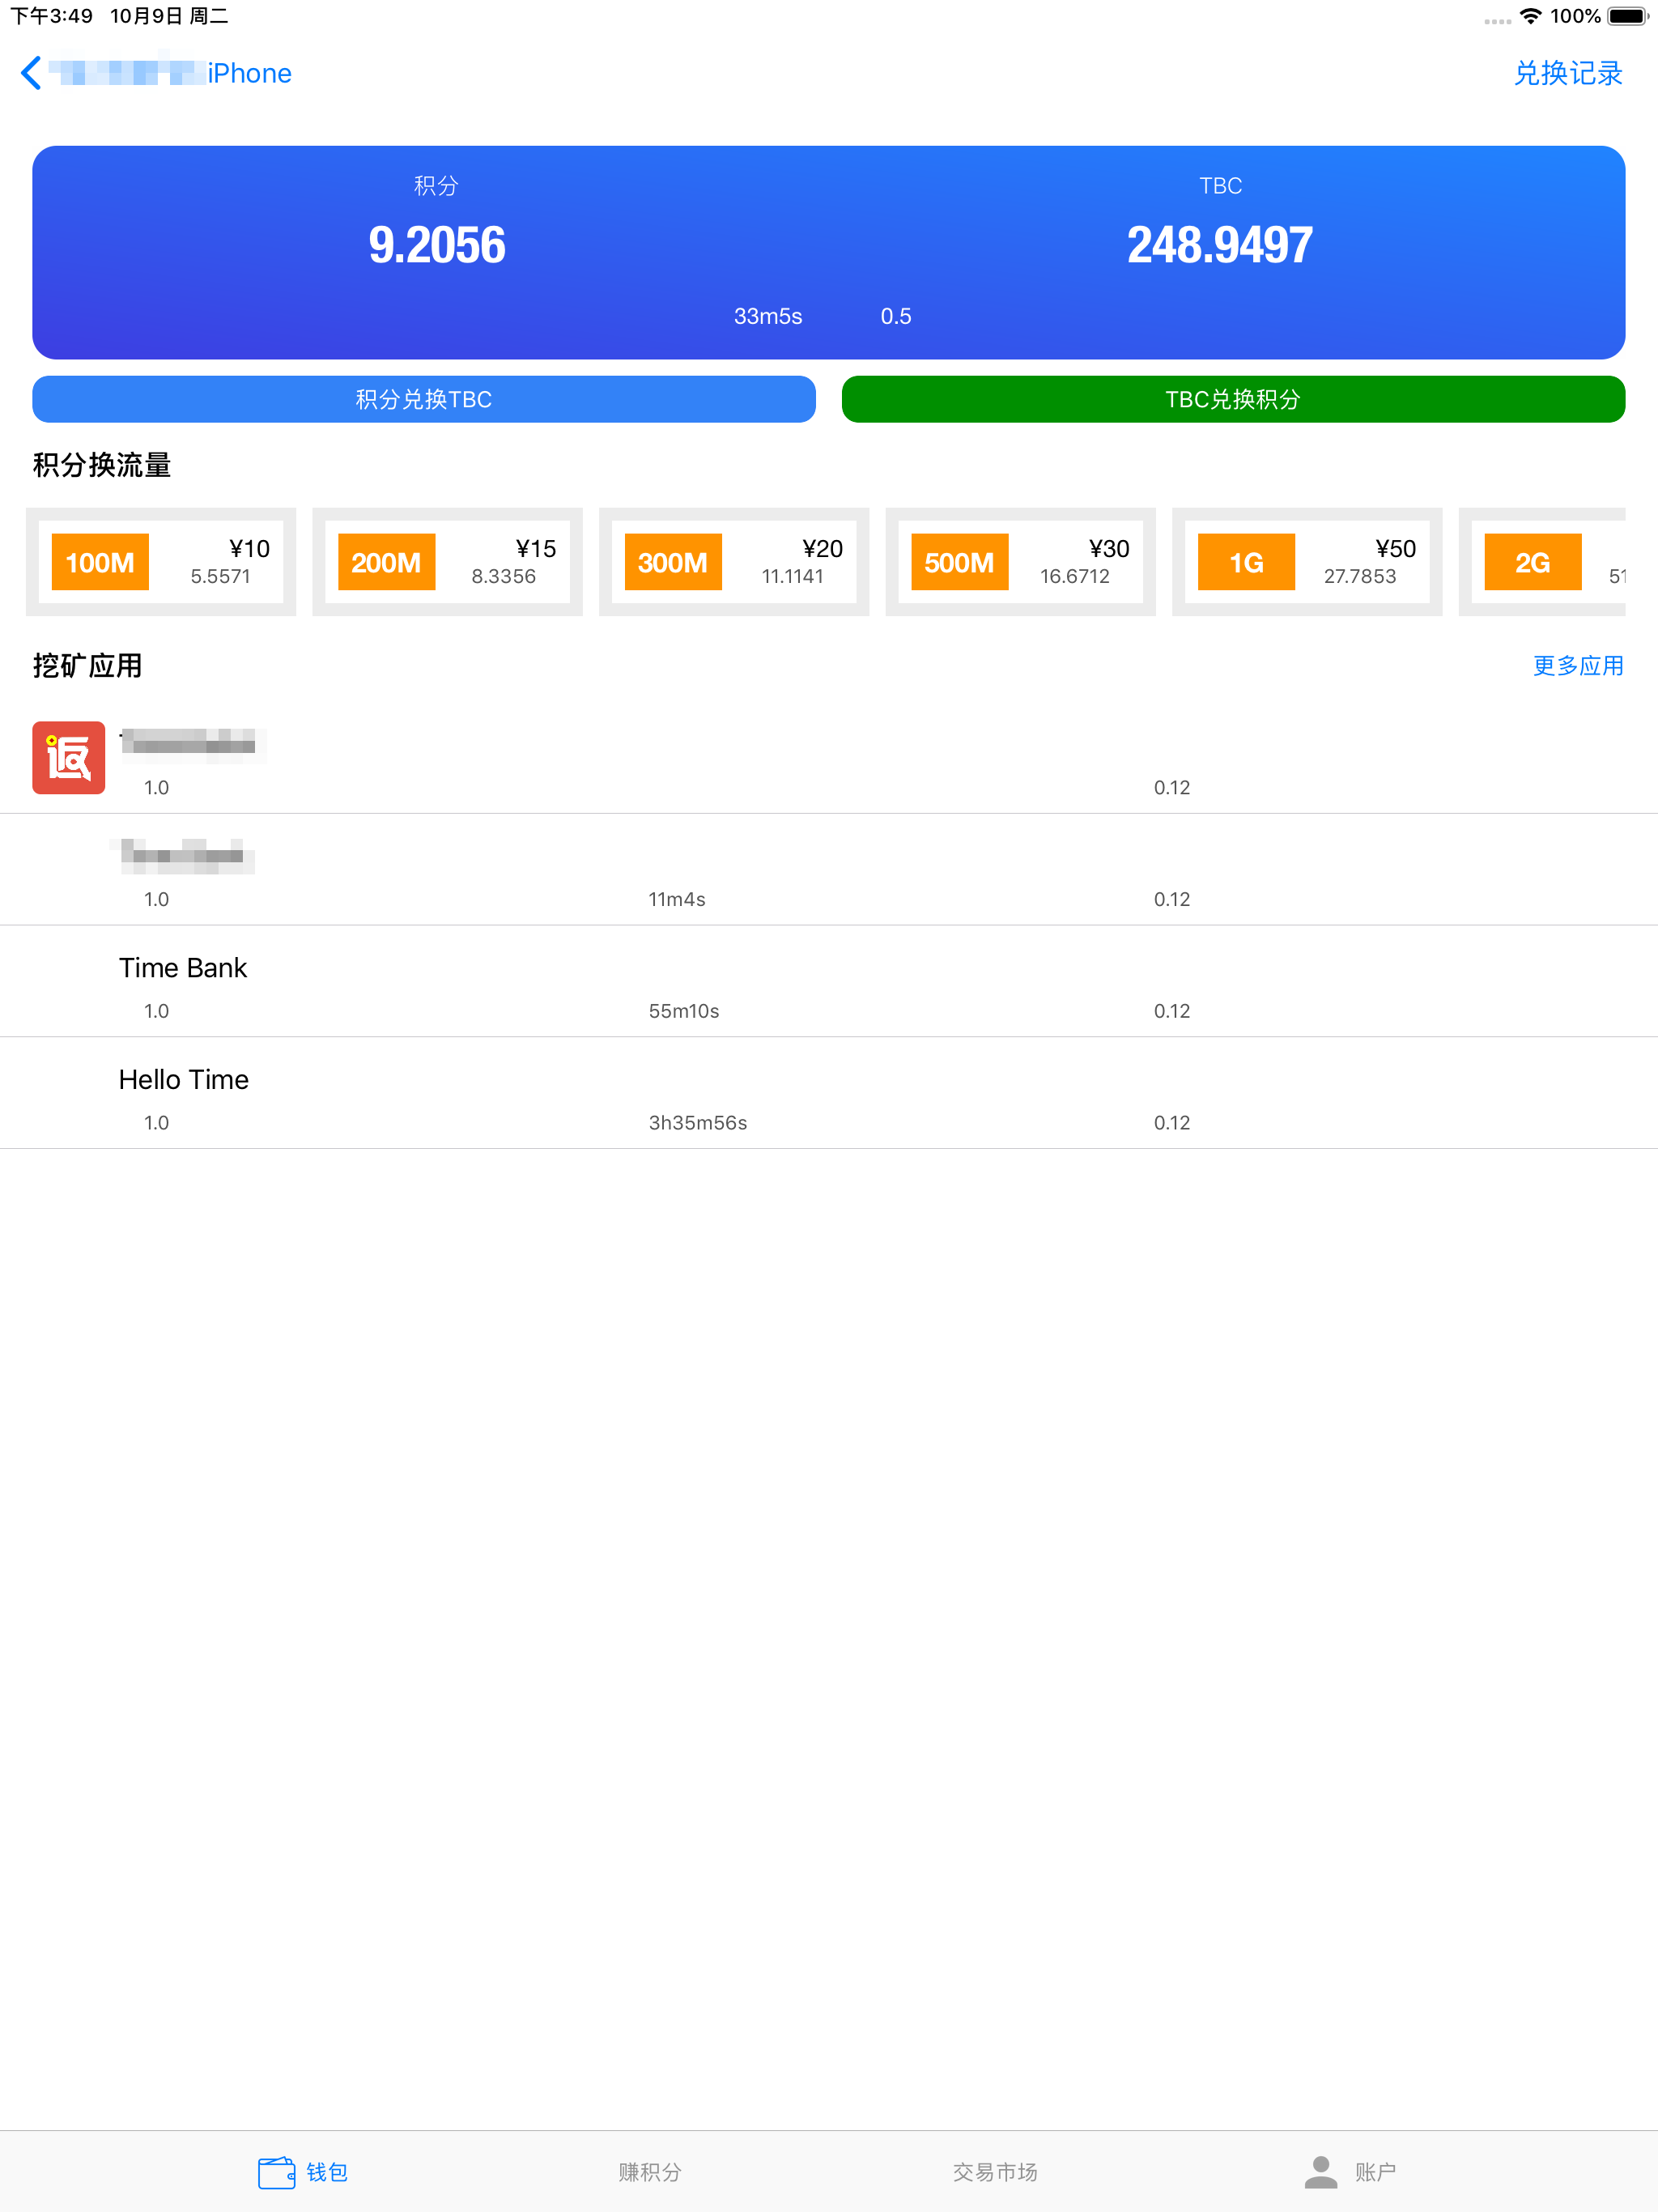 下午3:49 10月9日 周二 100%
iPhone 兑换记录
积分 TBC
9.2056 248.9497
33m5s 0.5
积分兑换TBC TBC兑换积分
积分换流量
100M ¥10 200M ¥15 300M ¥20 500M ¥30 1G ¥50 2G
5.5571 8.3356 11.1141 16.6712 27.7853 51
挖矿应用 更多应用
返
1.0 0.12
1.0 11m4s 0.12
Time Bank
1.0 55m10s 0.12
Hello Time
1.0 3h35m56s 0.12
钱包 赚积分 交易市场 账户